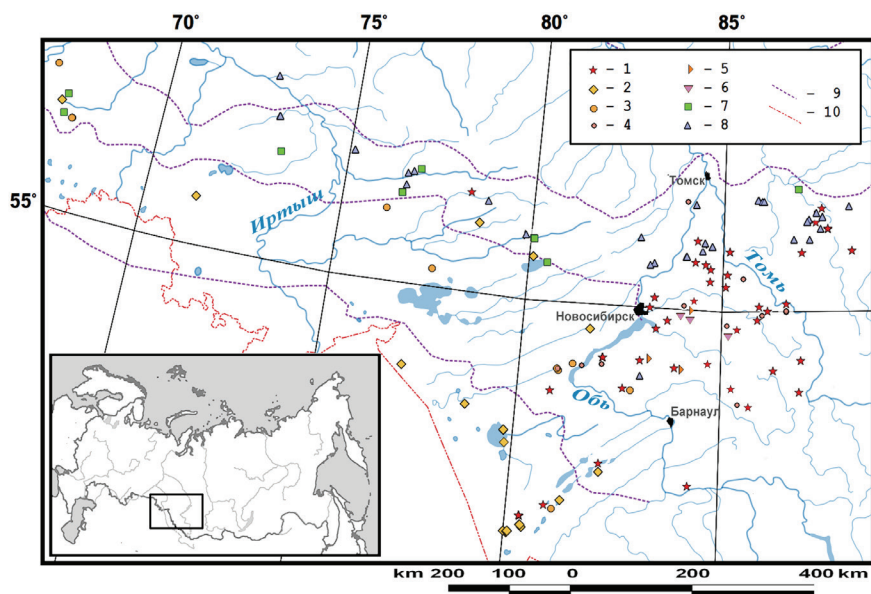 70° 75° 80° 85°
- 1 - 5
- 2 - 6 - 9
- 3 - 7 - 10
- 4 - 8
Томск
55°
Иртыш
Томь
Новосибирск
Обь
Барнаул
km 200 100 0 200 400 km